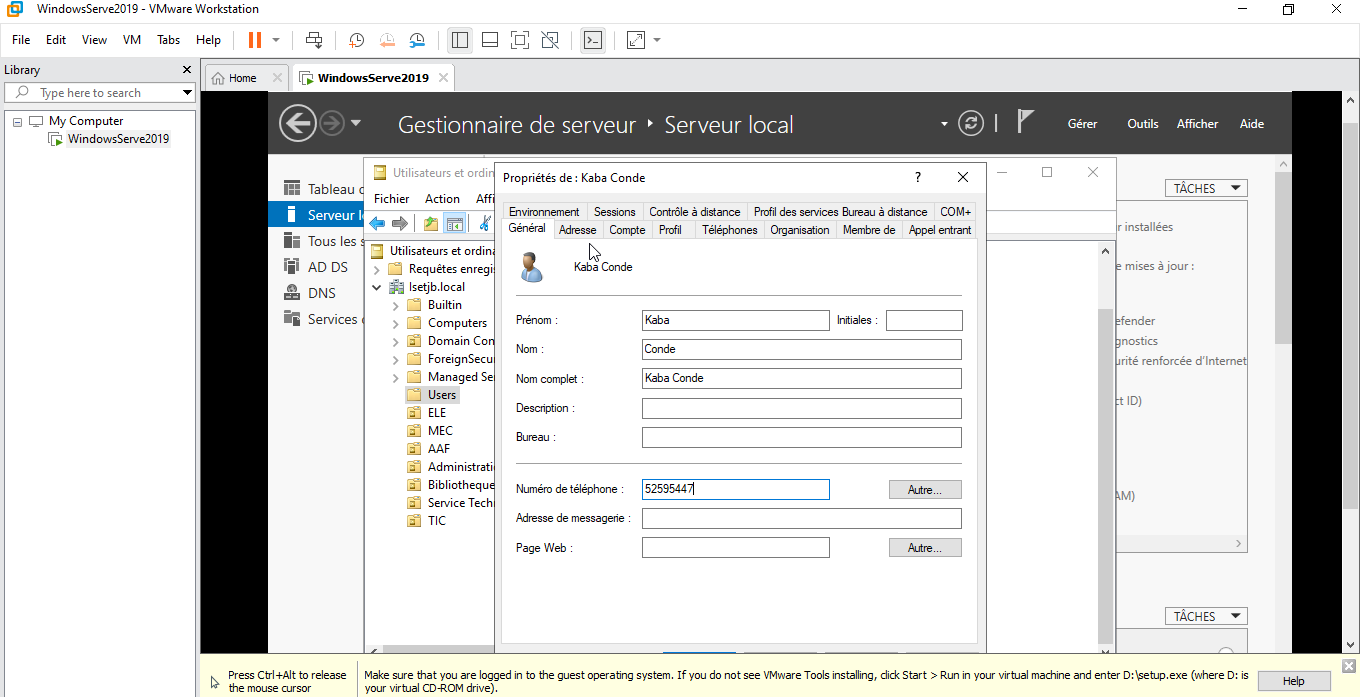 WindowsServe2019 - VMware Workstation
File Edit View VM Tabs Help
Library
Type here to search
My Computer
WindowsServe2019
Home
WindowsServe2019
Gestionnaire de serveur ‣ Serveur local
Gérer Outils Afficher Aide
Tableau
Serveur l
Tous les s
AD DS
DNS
Services
Utilisateurs et ordin
Fichier Action Affi
Utilisateurs et ordina
Requêtes enregis
Isetjb.local
Builtin
Computers
Domain Con
ForeignSecur
Managed Se
Users
ELE
MEC
AAF
Administrati
Bibliotheque
Service Tech
TIC
Propriétés de : Kaba Conde
Environnement Sessions Contrôle à distance Profil des services Bureau à distance COM+
Général Adresse Compte Profil Téléphones Organisation Membre de Appel entrant
Kaba Conde
Prénom : Kaba Initiales :
Nom : Conde
Nom complet : Kaba Conde
Description :
Bureau :
Numéro de téléphone : 52595447 Autre...
Adresse de messagerie :
Page Web : Autre...
TÂCHES
r installées
e mises à jour :
efender
gnostics
urité renforcée d'Internet
ct ID)
AM)
TÂCHES
Press Ctrl+Alt to release
the mouse cursor
Make sure that you are logged in to the guest operating system. If you do not see VMware Tools installing, click Start > Run in your virtual machine and enter D:\setup.exe (where D: is
your virtual CD-ROM drive).
Help